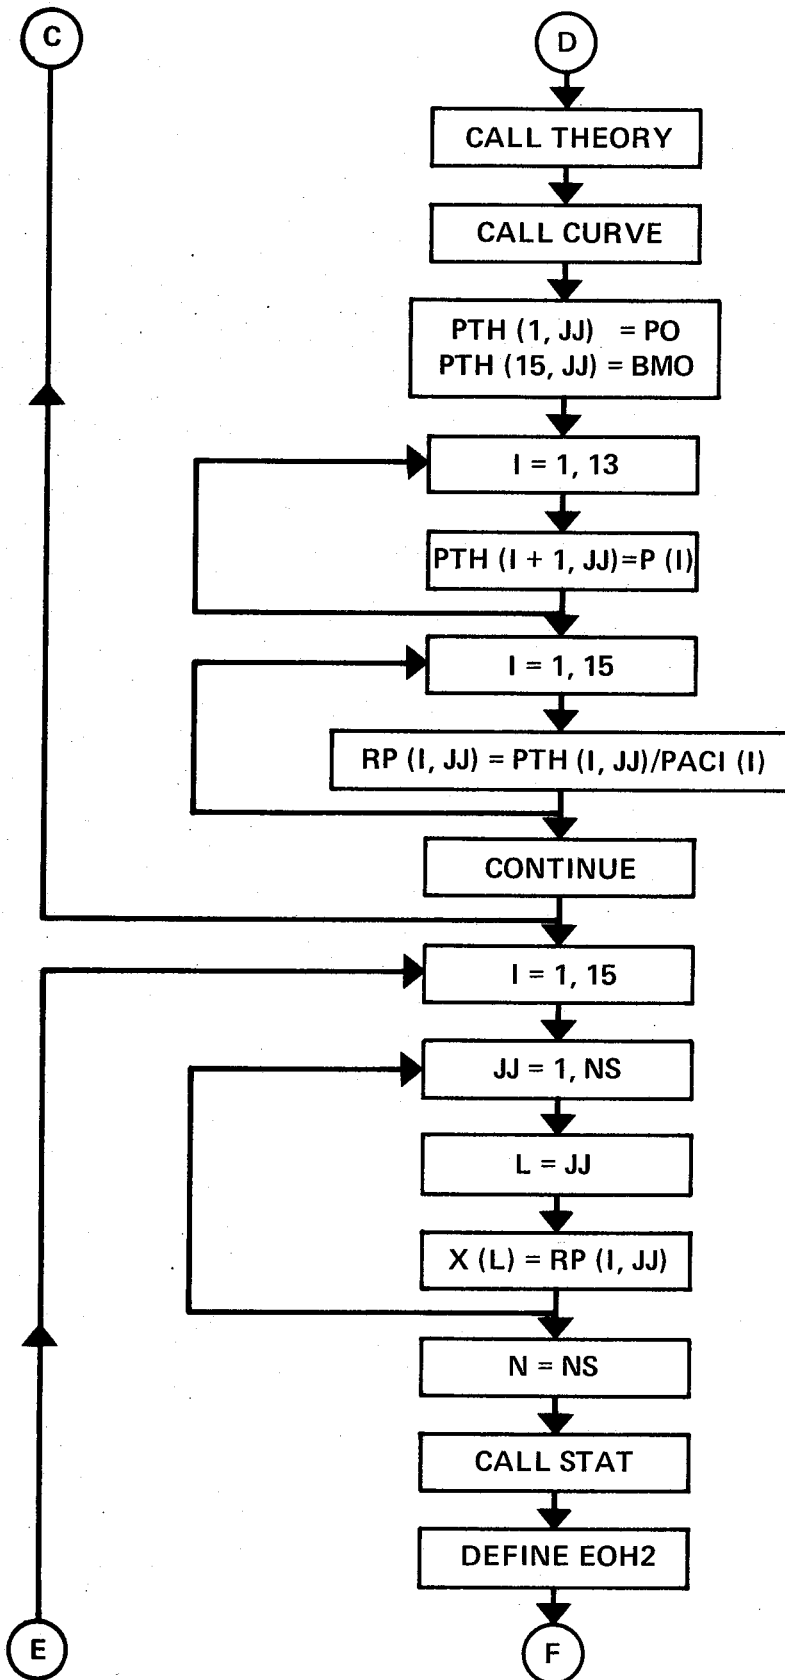 C
D
CALL THEORY
CALL CURVE
PTH (1, JJ) = PO
PTH (15, JJ) = BMO
I = 1, 13
PTH (I + 1, JJ)=P (I)
I = 1, 15
RP (I, JJ) = PTH (I, JJ)/PACI (I)
CONTINUE
I = 1, 15
JJ = 1, NS
L = JJ
X (L) = RP (I, JJ)
N = NS
CALL STAT
DEFINE EOH2
E
F